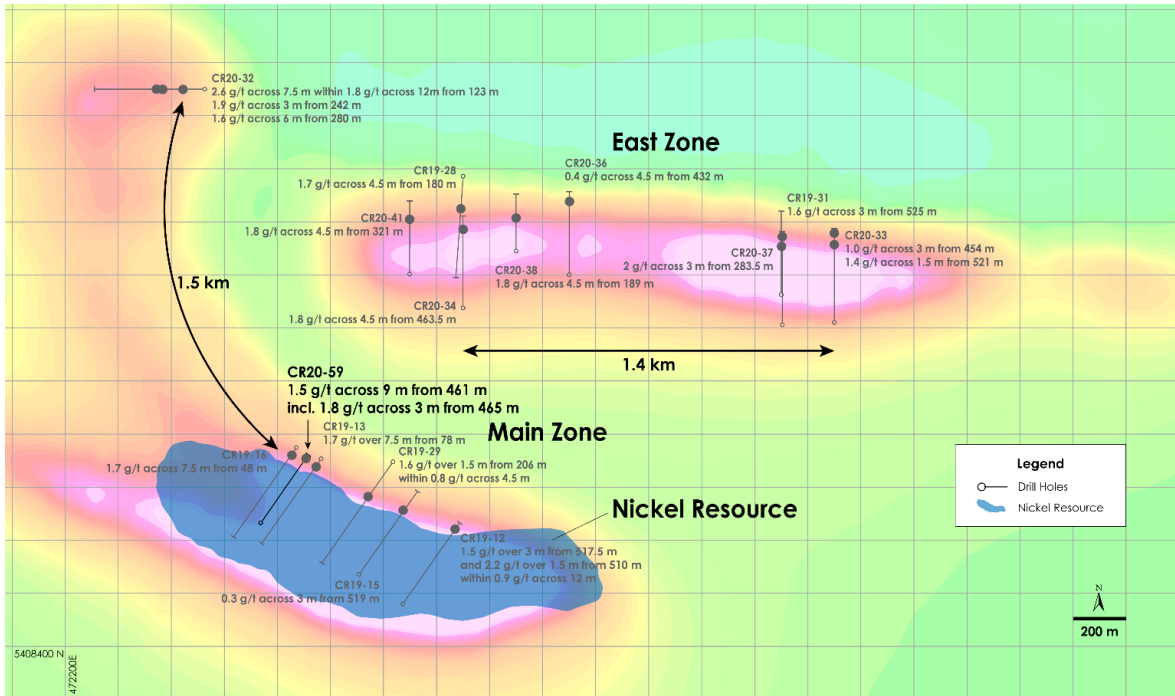 CR20-32
2.6 g/t across 7.5 m within 1.8 g/t across 12m from 123 m
1.9 g/t across 3 m from 242 m
1.6 g/t across 6 m from 280 m
East Zone
CR20-36
0.4 g/t across 4.5 m from 432 m
CR19-28
1.7 g/t across 4.5 m from 180 m
CR19-31
1.6 g/t across 3 m from 525 m
CR20-41
1.8 g/t across 4.5 m from 321 m
CR20-33
1.0 g/t across 3 m from 454 m
1.4 g/t across 1.5 m from 521 m
CR20-37
2 g/t across 3 m from 283.5 m
CR20-38
1.8 g/t across 4.5 m from 189 m
CR20-34
1.8 g/t across 4.5 m from 463.5 m
1.5 km
1.4 km
CR20-59
1.5 g/t across 9 m from 461 m
incl. 1.8 g/t across 3 m from 465 m
CR19-13
1.7 g/t over 7.5 m from 78 m
Main Zone
CR19-16
1.7 g/t across 7.5 m from 48 m
CR19-29
1.6 g/t over 1.5 m from 206 m
within 0.8 g/t across 4.5 m
Nickel Resource
CR19-12
1.5 g/t over 3 m from 517.5 m
and 2.2 g/t over 1.5 m from 510 m
within 0.9 g/t across 12 m
CR19-15
0.3 g/t across 3 m from 519 m
Legend
Drill Holes
Nickel Resource
N
200 m
5408400 N
472200E